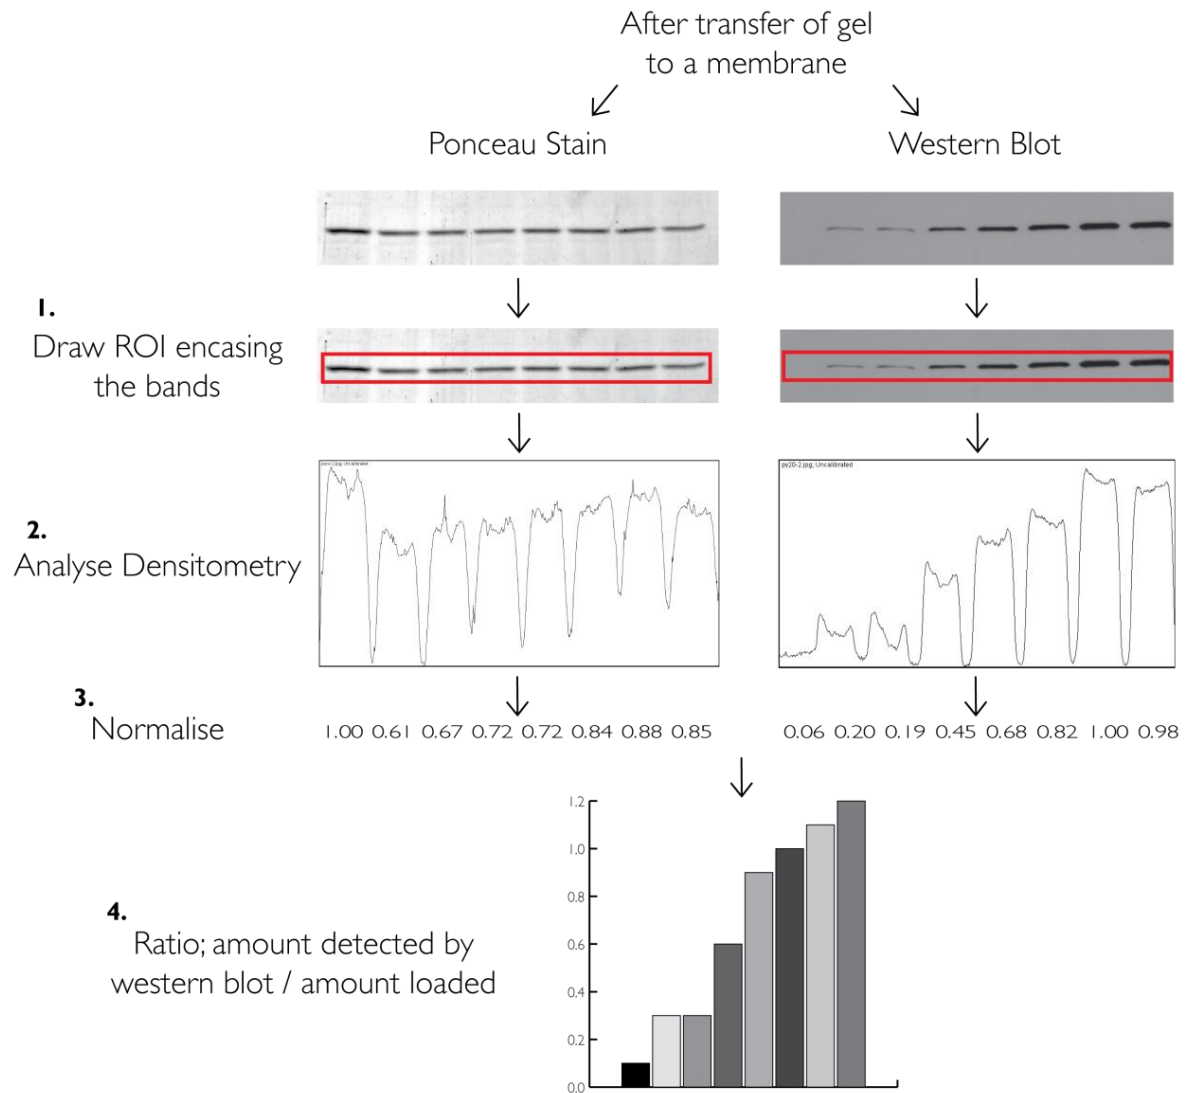 After transfer of gel
to a membrane
Ponceau Stain
Western Blot
1.
Draw ROI encasing
the bands
py20-2.jpg; Uncalibrated
2.
Analyse Densitometry
3.
Normalise
1.00 0.61 0.67 0.72 0.72 0.84 0.88 0.85
0.06 0.20 0.19 0.45 0.68 0.82 1.00 0.98
1.2
1.0
0.8
0.6
0.4
0.2
0.0
4.
Ratio; amount detected by
western blot / amount loaded